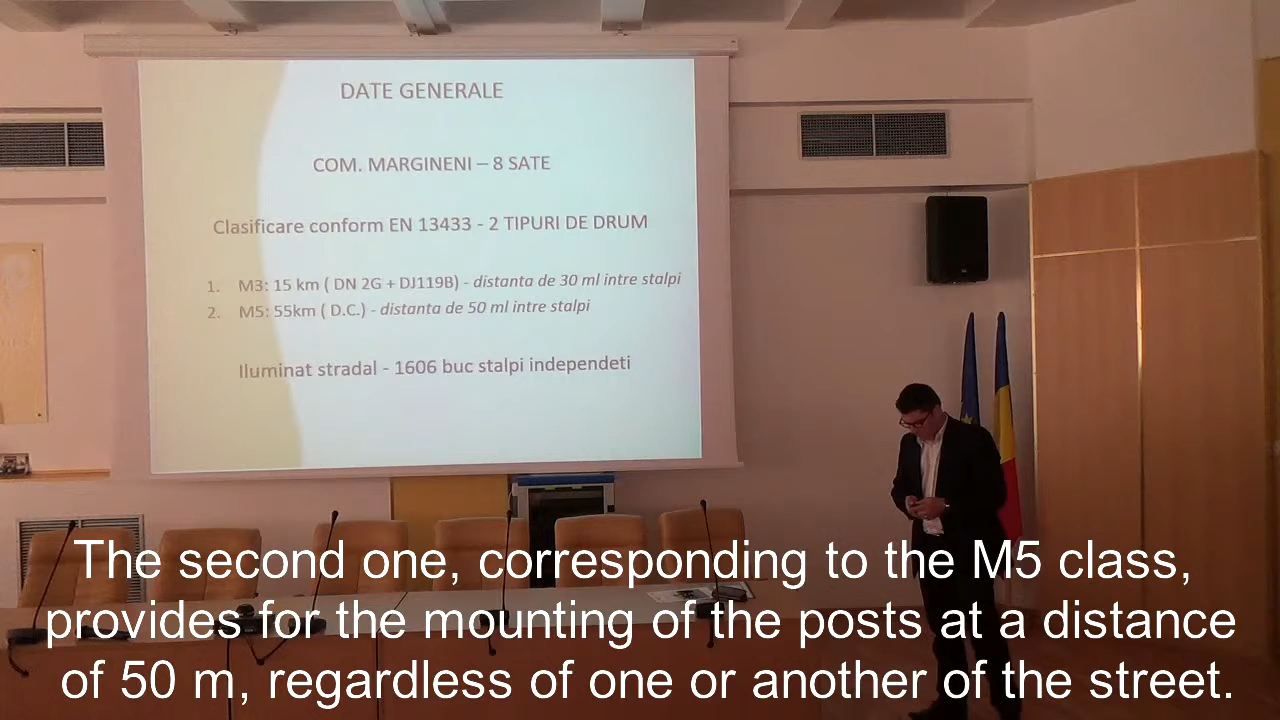 DATE GENERALE
COM. MARGINENI – 8 SATE
Clasificare conform EN 13433 - 2 TIPURI DE DRUM
1. M3: 15 km ( DN 2G + DJ119B) - distanta de 30 ml intre stalpi
2. M5: 55km ( D.C.) - distanta de 50 ml intre stalpi
Iluminat stradal - 1606 buc stalpi independeti
The second one, corresponding to the M5 class,
provides for the mounting of the posts at a distance
of 50 m, regardless of one or another of the street.